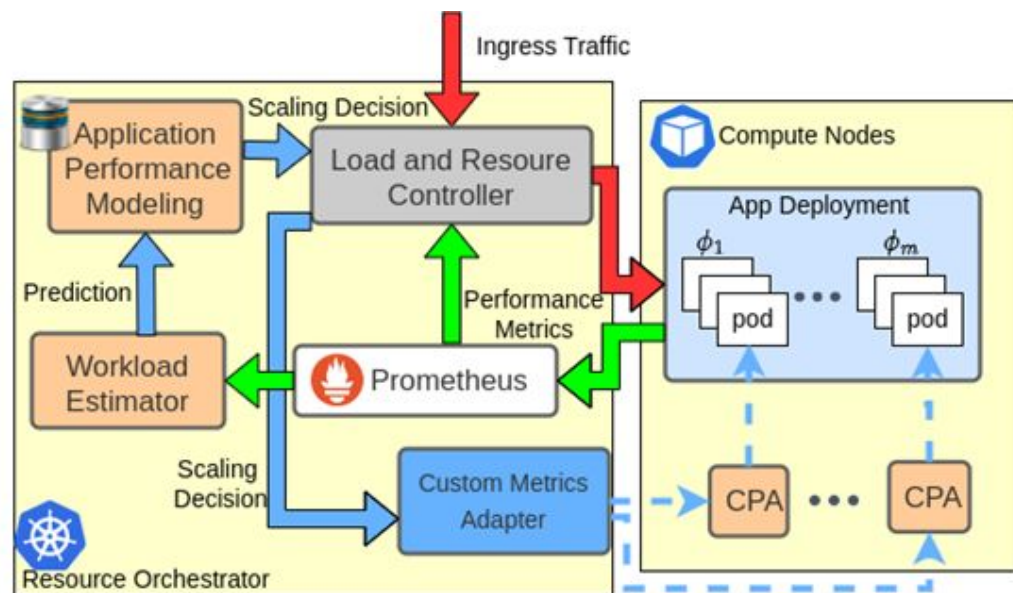 Ingress Traffic
Scaling Decision
Application
Performance
Modeling
Load and Resoure
Controller
Compute Nodes
App Deployment
ϕ1
ϕm
pod
pod
Prediction
Performance
Metrics
Workload
Estimator
Prometheus
Scaling
Decision
Custom Metrics
Adapter
CPA
CPA
Resource Orchestrator